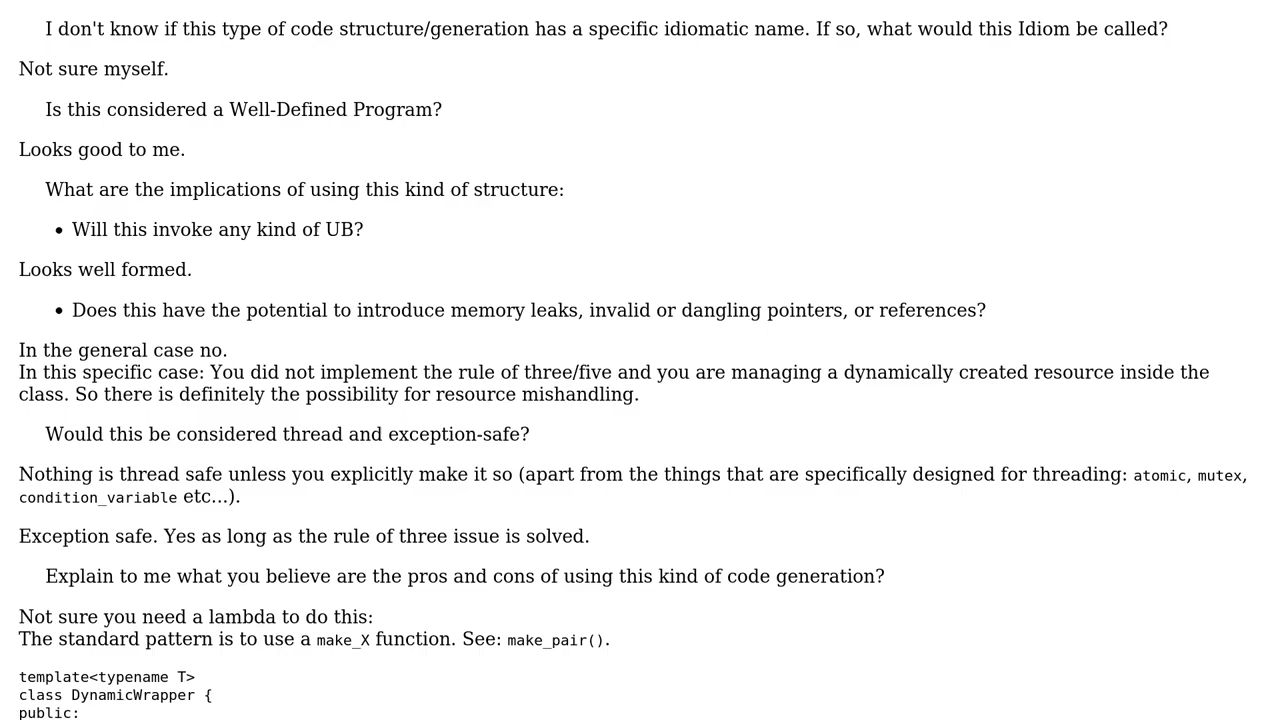 I don't know if this type of code structure/generation has a specific idiomatic name. If so, what would this Idiom be called?
Not sure myself.
Is this considered a Well-Defined Program?
Looks good to me.
What are the implications of using this kind of structure:
• Will this invoke any kind of UB?
Looks well formed.
• Does this have the potential to introduce memory leaks, invalid or dangling pointers, or references?
In the general case no.
In this specific case: You did not implement the rule of three/five and you are managing a dynamically created resource inside the
class. So there is definitely the possibility for resource mishandling.
Would this be considered thread and exception-safe?
Nothing is thread safe unless you explicitly make it so (apart from the things that are specifically designed for threading: atomic, mutex,
condition_variable etc...).
Exception safe. Yes as long as the rule of three issue is solved.
Explain to me what you believe are the pros and cons of using this kind of code generation?
Not sure you need a lambda to do this:
The standard pattern is to use a make_X function. See: make_pair().
template<typename T>
class DynamicWrapper {
public: